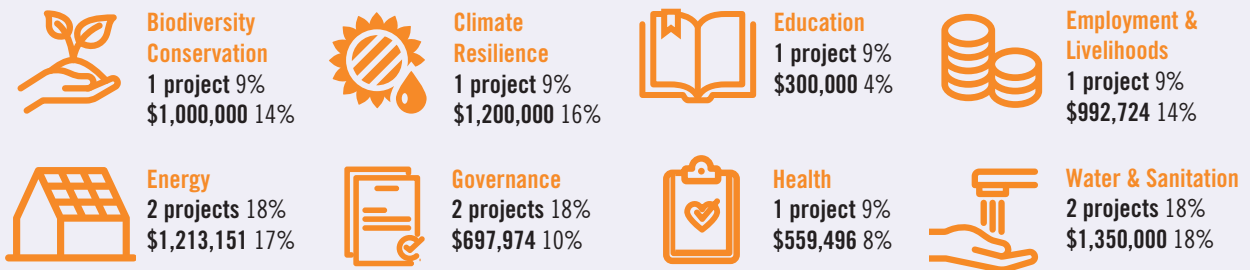 Biodiversity
Conservation
1 project 9%
$1,000,000 14%
Climate
Resilience
1 project 9%
$1,200,000 16%
Education
1 project 9%
$300,000 4%
Employment &
Livelihoods
1 project 9%
$992,724 14%
Energy
2 projects 18%
$1,213,151 17%
Governance
2 projects 18%
$697,974 10%
Health
1 project 9%
$559,496 8%
Water & Sanitation
2 projects 18%
$1,350,000 18%